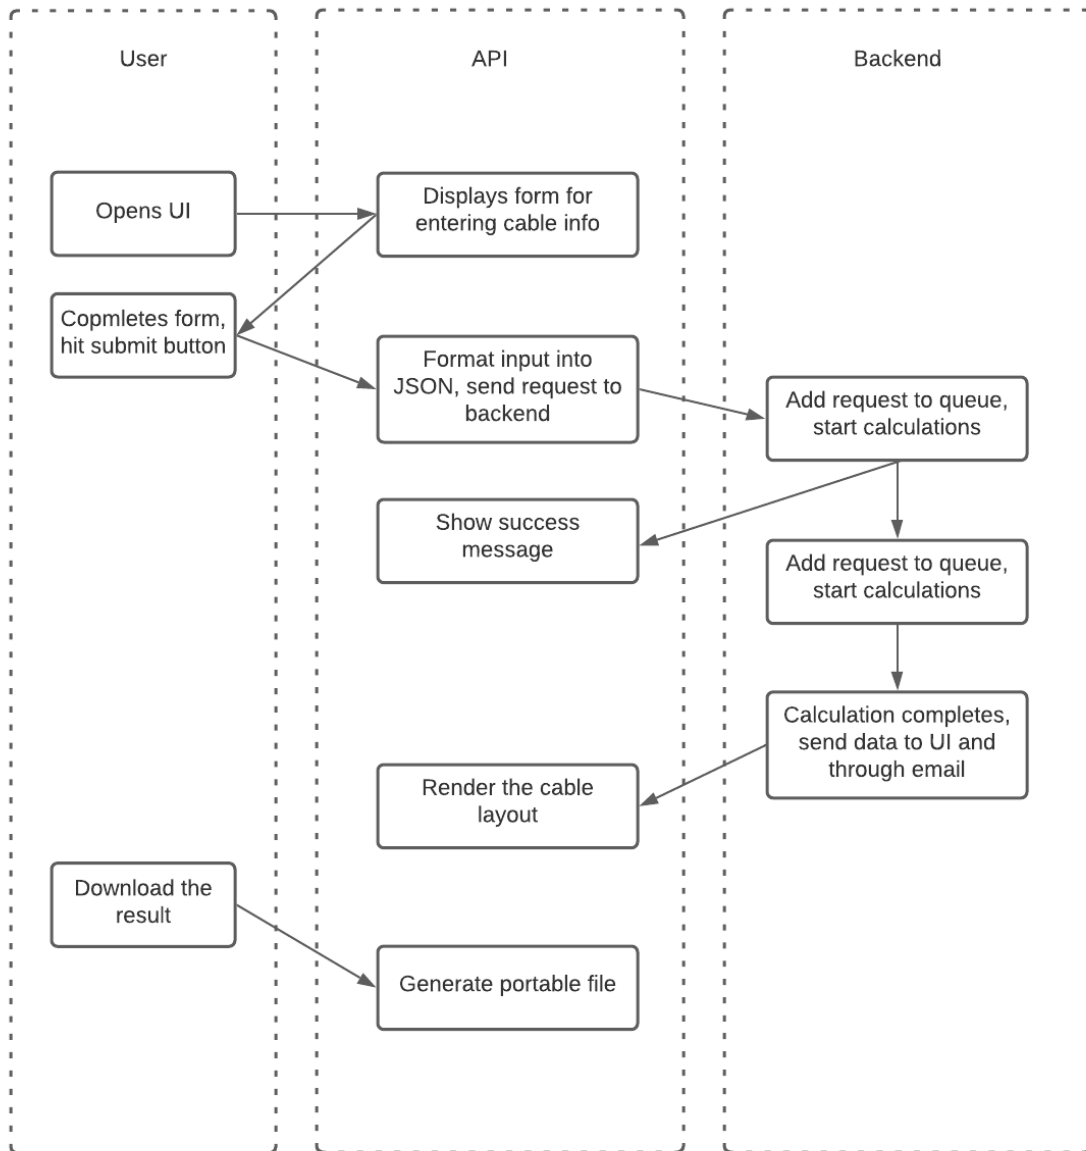 User
API
Backend
Opens UI
Displays form for
entering cable info
Copmletes form,
hit submit button
Format input into
JSON, send request to
backend
Add request to queue,
start calculations
Show success
message
Add request to queue,
start calculations
Calculation completes,
send data to UI and
through email
Render the cable
layout
Download the
result
Generate portable file